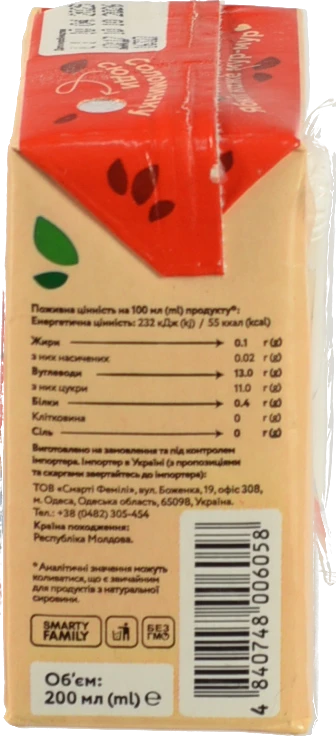 Соломинку
сюди
Поживна цінність на 100 мл (ml) продукту*:
Енергетична цінність: 232 кДж (kj) / 55 ккал (kcal)
Жири 0.1 г (g)
з них насичених 0.02 г (g)
Вуглеводи 13.0 г (g)
з них цукри 11.0 г (g)
Білки 0.4 г (g)
Клітковина 0 г (g)
Сіль 0 г (g)
Виготовлено на замовлення та під контролем
імпортера. Імпортер в Україні (з пропозиціями
та скаргами звертайтесь до імпортера):
ТОВ «Смарті Фемілі», вул. Боженка, 19, офіс 308,
м. Одеса, Одеська область, 65098, Україна.
Тел.: +38 (0482) 305-454
Країна походження:
Республіка Молдова.
*Аналітичні значення можуть
коливатися, що є звичайним
для продуктів з натуральної
сировини.
SMARTY
FAMILY
БЕЗ
ГМО
Об'єм:
200 мл (ml) e
4 840748 006058